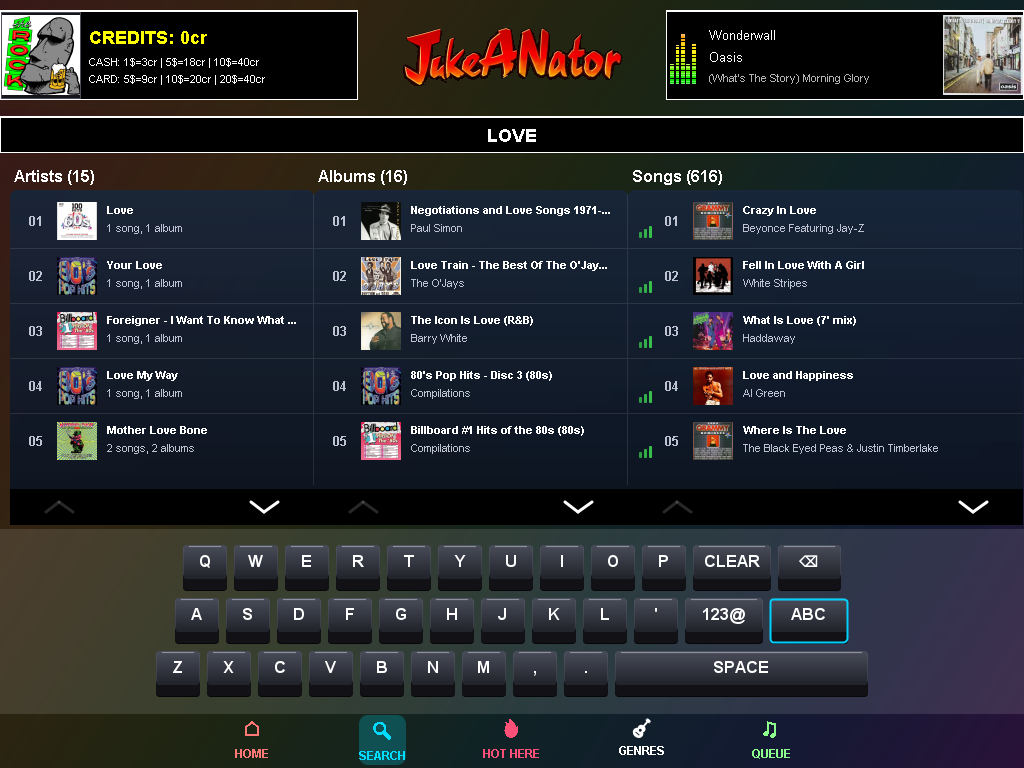 ROCK
CREDITS: 0cr
CASH: 1$=3cr | 5$=18cr | 10$=40cr
CARD: 5$=9cr | 10$=20cr | 20$=40cr
JukeANator
Wonderwall
Oasis
(What's The Story) Morning Glory
oasis
LOVE
Artists (15)
01
Love
1 song, 1 album
02
Your Love
1 song, 1 album
03
Foreigner - I Want To Know What ...
1 song, 1 album
04
Love My Way
1 song, 1 album
05
Mother Love Bone
2 songs, 2 albums
Albums (16)
01
Negotiations and Love Songs 1971-...
Paul Simon
02
Love Train - The Best Of The O'Jay...
The O'Jays
03
The Icon Is Love (R&B)
Barry White
04
80's Pop Hits - Disc 3 (80s)
Compilations
05
Billboard #1 Hits of the 80s (80s)
Compilations
Songs (616)
01
Crazy In Love
Beyonce Featuring Jay-Z
02
Fell In Love With A Girl
White Stripes
03
What Is Love (7' mix)
Haddaway
04
Love and Happiness
Al Green
05
Where Is The Love
The Black Eyed Peas & Justin Timberlake
Q W E R T Y U I O P CLEAR ⌫
A S D F G H J K L ' 123@ ABC
Z X C V B N M , . SPACE
HOME SEARCH HOT HERE GENRES QUEUE